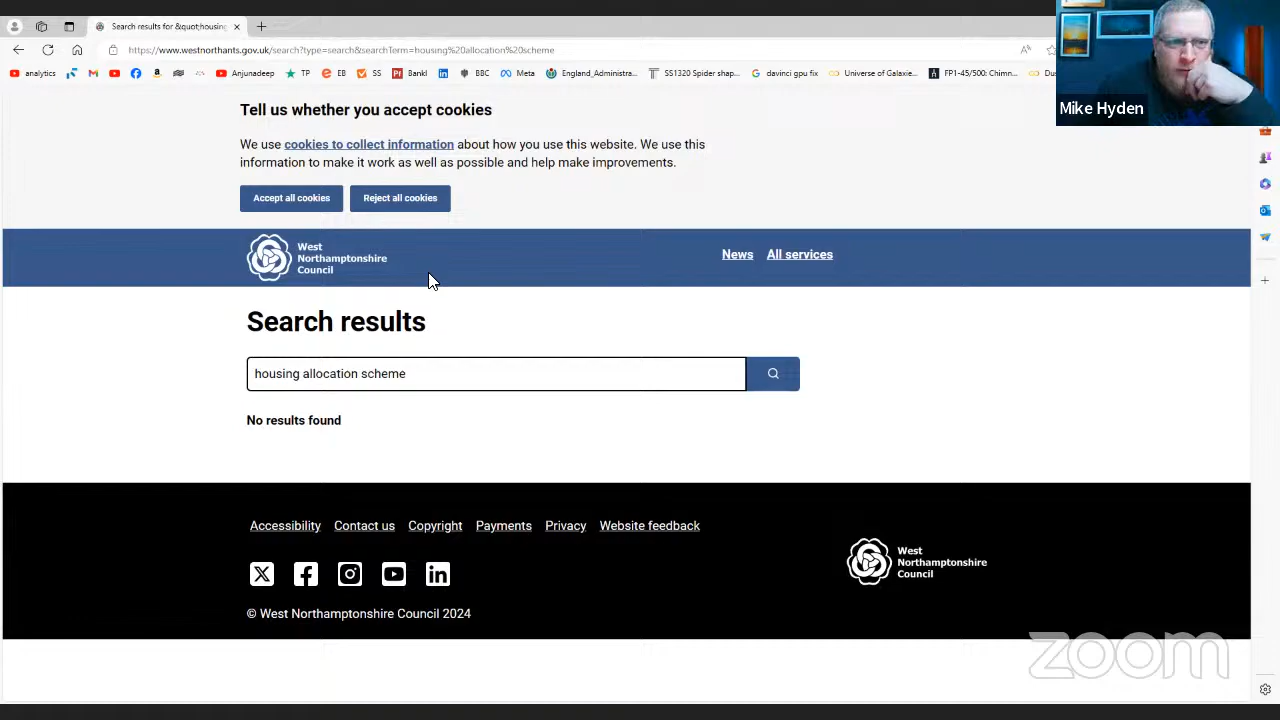 Search results for &quot;housing
https://www.westnorthants.gov.uk/search?type=search&searchTerm=housing%20allocation%20scheme
analytics
Anjunadeep
TP
EB
SS
Bankl
BBC
Meta
England_Administra...
SS1320 Spider shap...
davinci gpu fix
Universe of Galaxie...
FP1-45/500: Chimn...
Mike Hyden
Tell us whether you accept cookies
We use cookies to collect information about how you use this website. We use this
information to make it work as well as possible and help make improvements.
Accept all cookies
Reject all cookies
West
Northamptonshire
Council
News
All services
Search results
housing allocation scheme
No results found
Accessibility
Contact us
Copyright
Payments
Privacy
Website feedback
West
Northamptonshire
Council
© West Northamptonshire Council 2024
zoom